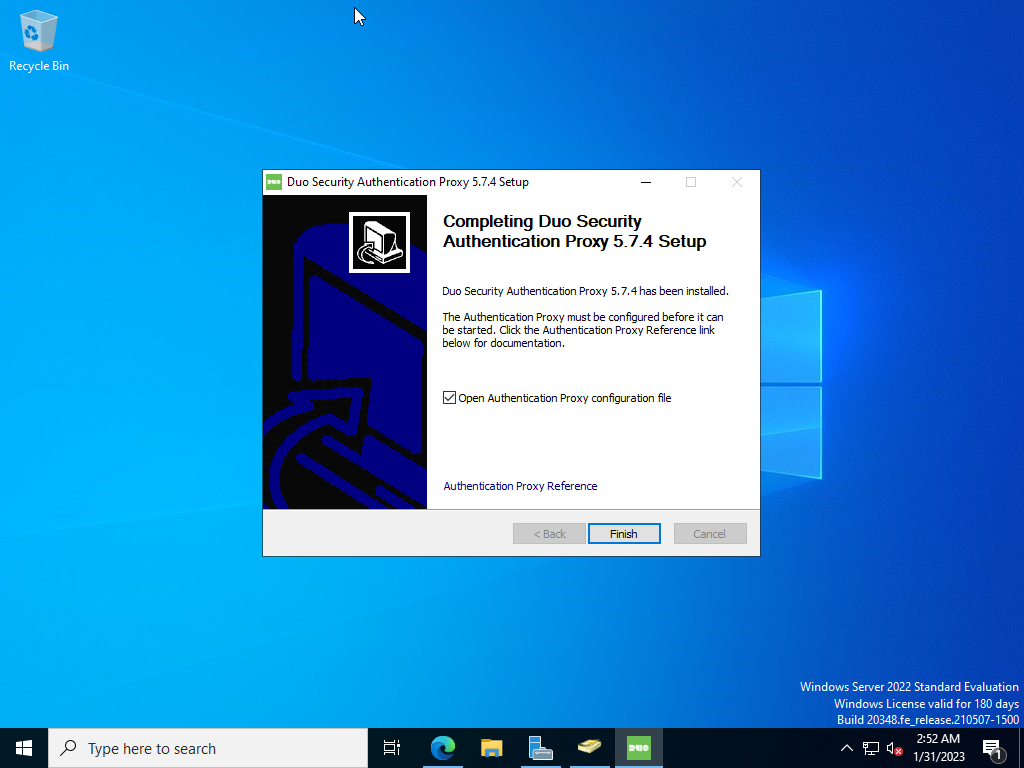 Recycle Bin
DUO
Duo Security Authentication Proxy 5.7.4 Setup
Completing Duo Security
Authentication Proxy 5.7.4 Setup
Duo Security Authentication Proxy 5.7.4 has been installed.
The Authentication Proxy must be configured before it can
be started. Click the Authentication Proxy Reference link
below for documentation.
Open Authentication Proxy configuration file
Authentication Proxy Reference
< Back
Finish
Cancel
Windows Server 2022 Standard Evaluation
Windows License valid for 180 days
Build 20348.fe_release.210507-1500
Type here to search
DUO
2:52 AM
1/31/2023
1